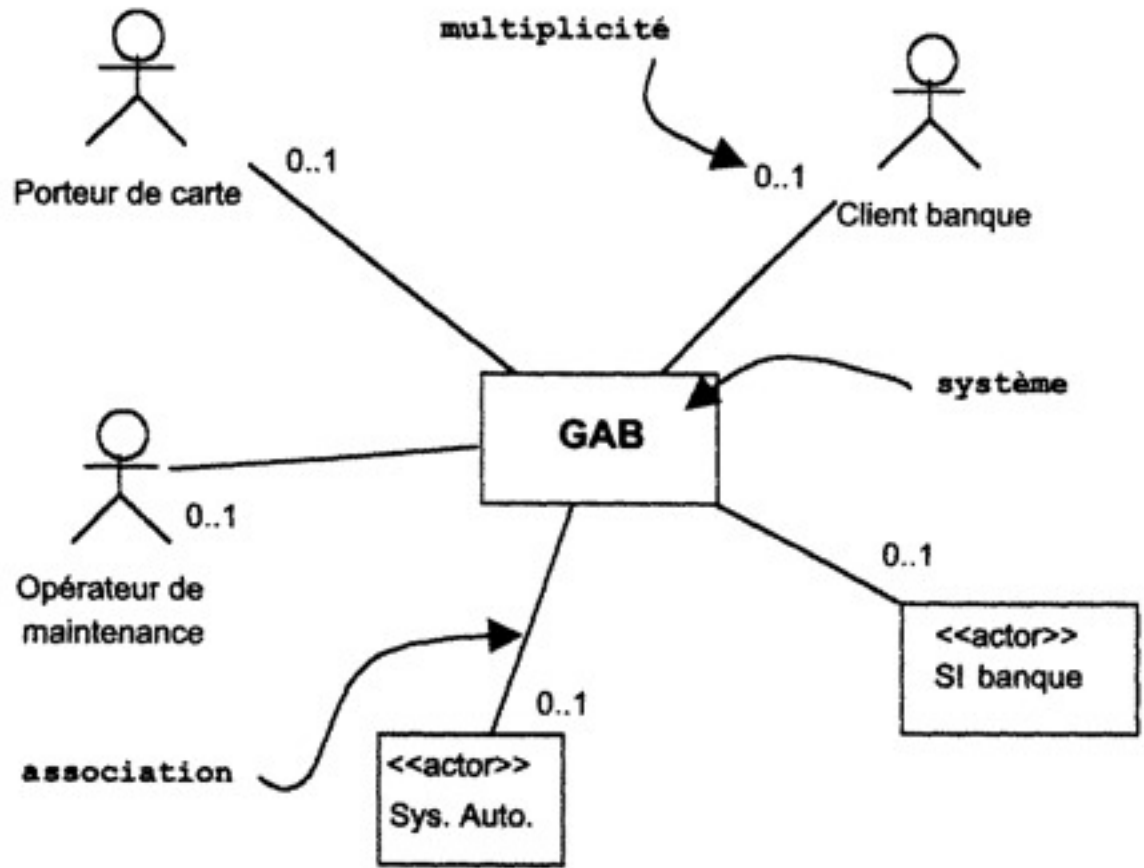 multiplicité
0..1
0..1
Porteur de carte
Client banque
système
GAB
0..1
Opérateur de
maintenance
0..1
<<actor>>
SI banque
0..1
association
<<actor>>
Sys. Auto.